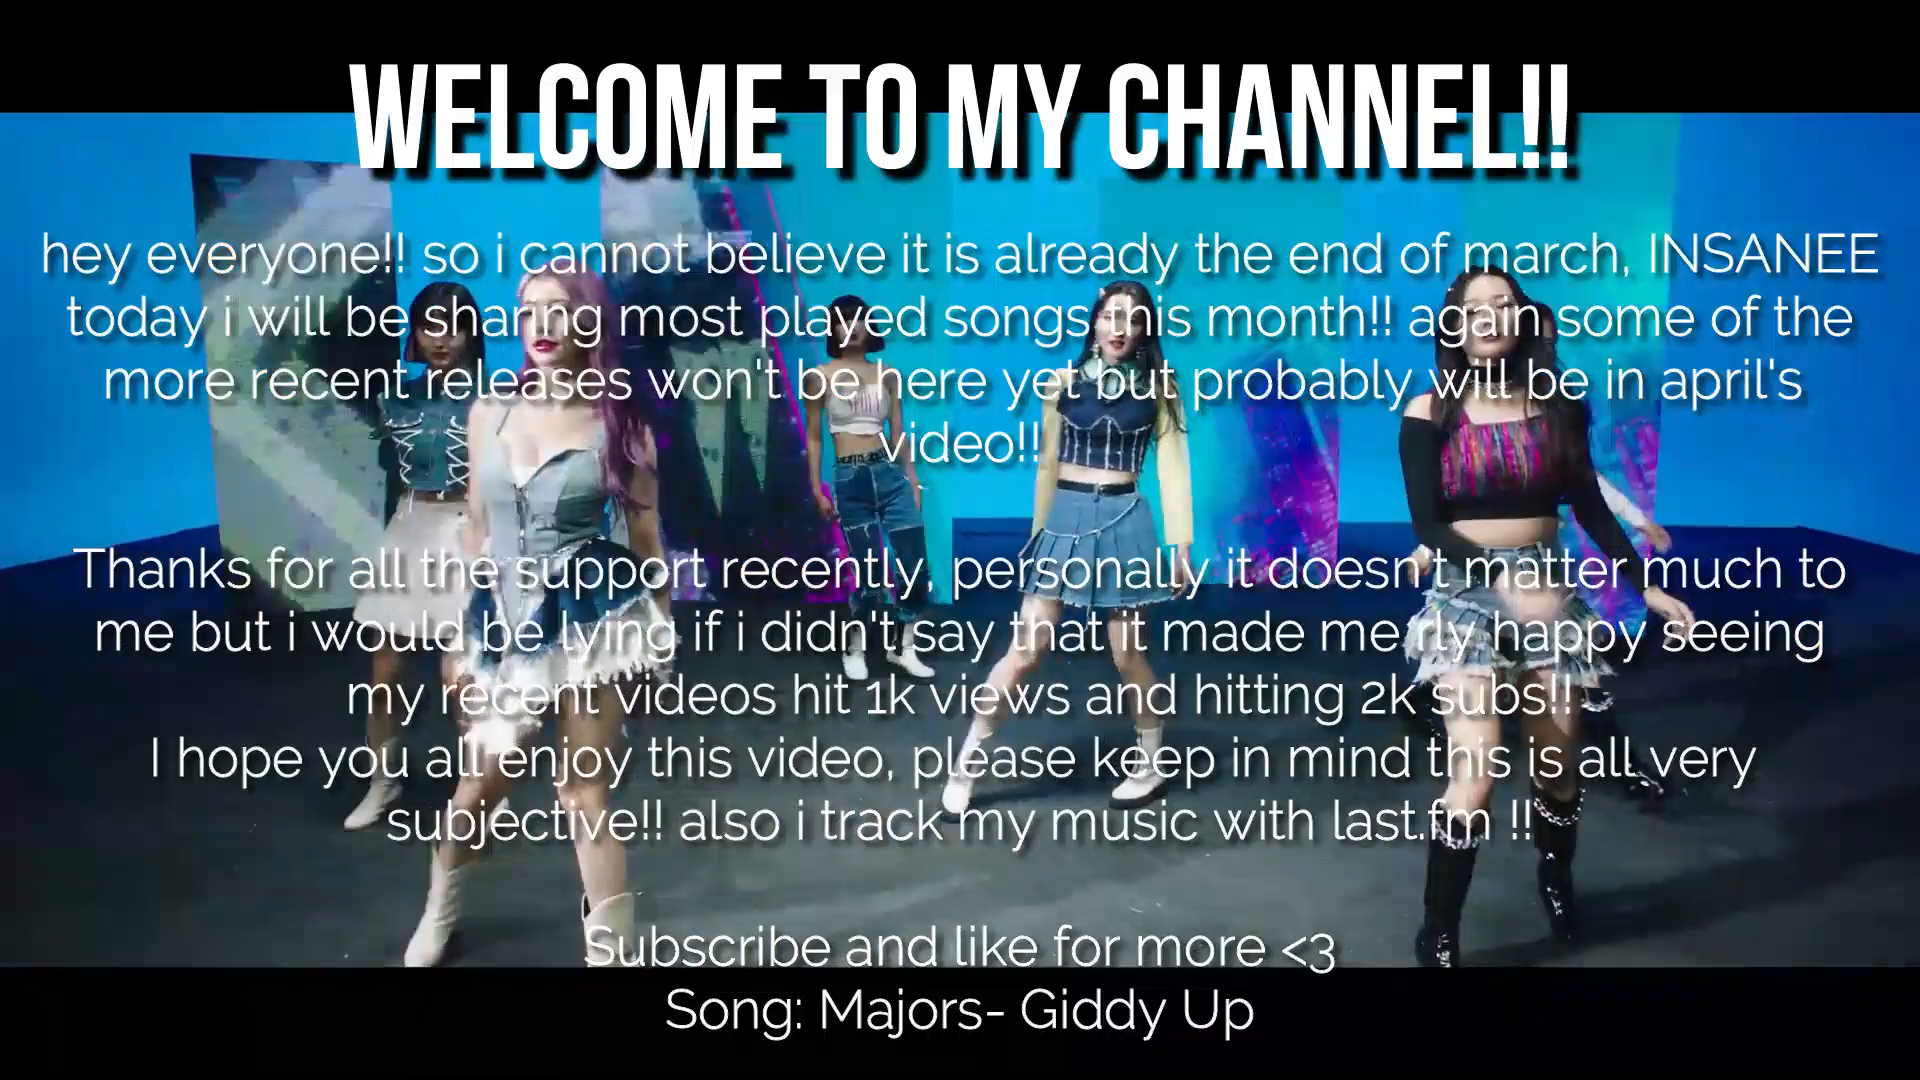 WELCOME TO MY CHANNEL!!
hey everyone!! so i cannot believe it is already the end of march, INSANEE
today i will be sharing most played songs this month!! again some of the
more recent releases won't be here yet but probably will be in april's
video!!
Thanks for all the support recently, personally it doesn't matter much to
me but i would be lying if i didn't say that it made me rly happy seeing
my recent videos hit 1k views and hitting 2k subs!!
I hope you all enjoy this video, please keep in mind this is all very
subjective!! also i track my music with last.fm !!
Subscribe and like for more <3
Song: Majors- Giddy Up